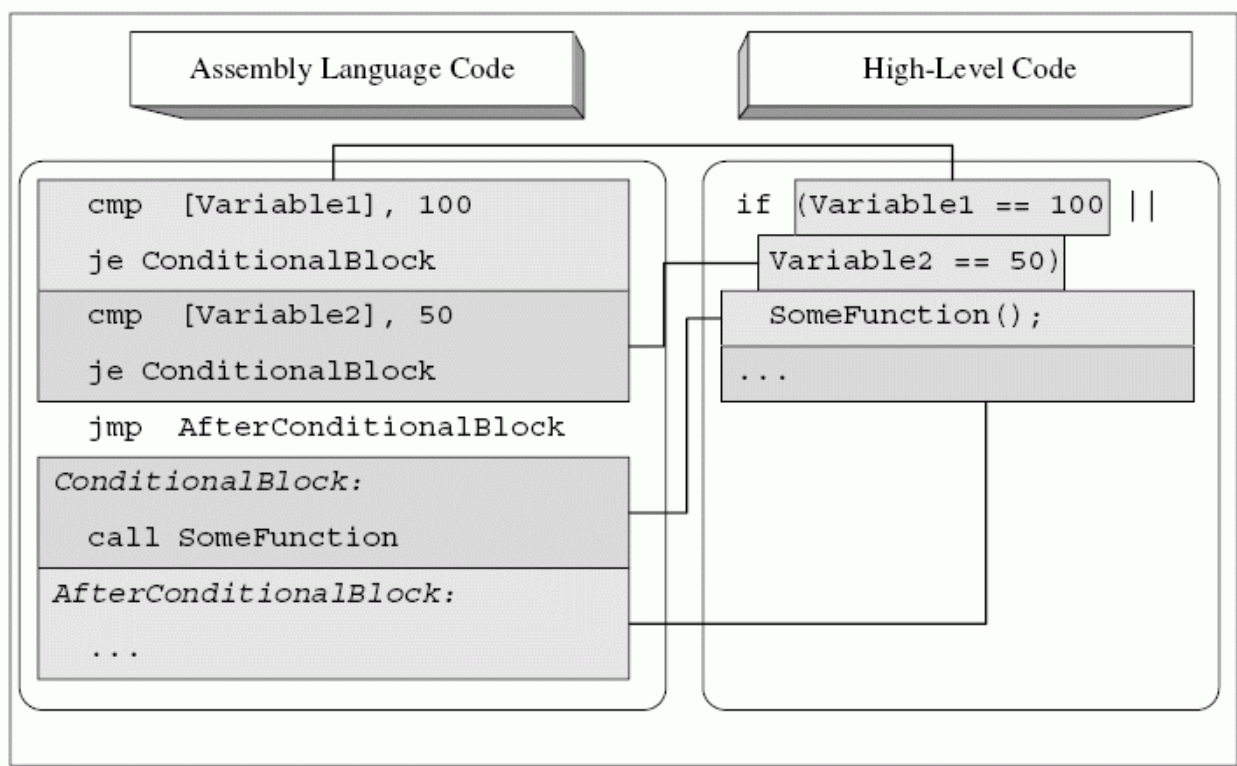 Assembly Language Code
High-Level Code
cmp [Variable1], 100
je ConditionalBlock
cmp [Variable2], 50
je ConditionalBlock
jmp AfterConditionalBlock
ConditionalBlock:
call SomeFunction
AfterConditionalBlock:
...
if (Variable1 == 100 ||
Variable2 == 50)
SomeFunction();
...